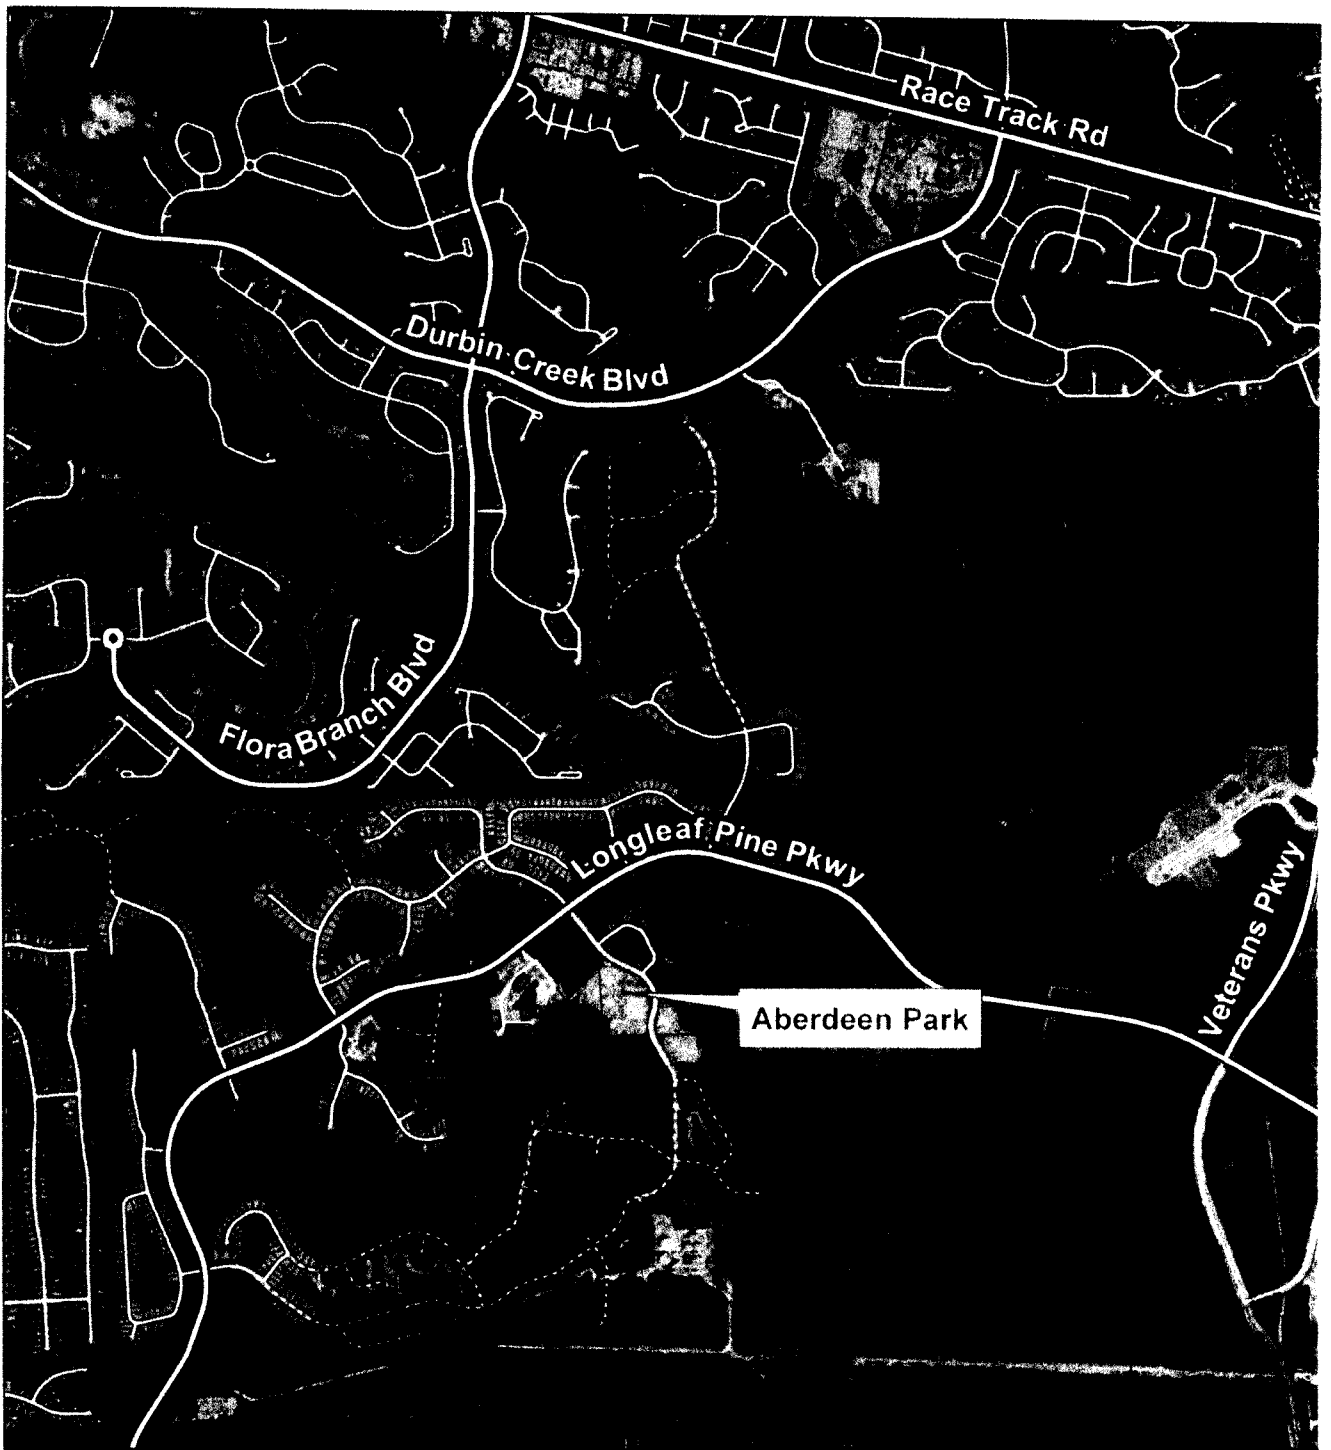 Race Track Rd
Durbin Creek Blvd
Flora Branch Blvd
Longleaf Pine Pkwy
Veterans Pkwy
Aberdeen Park